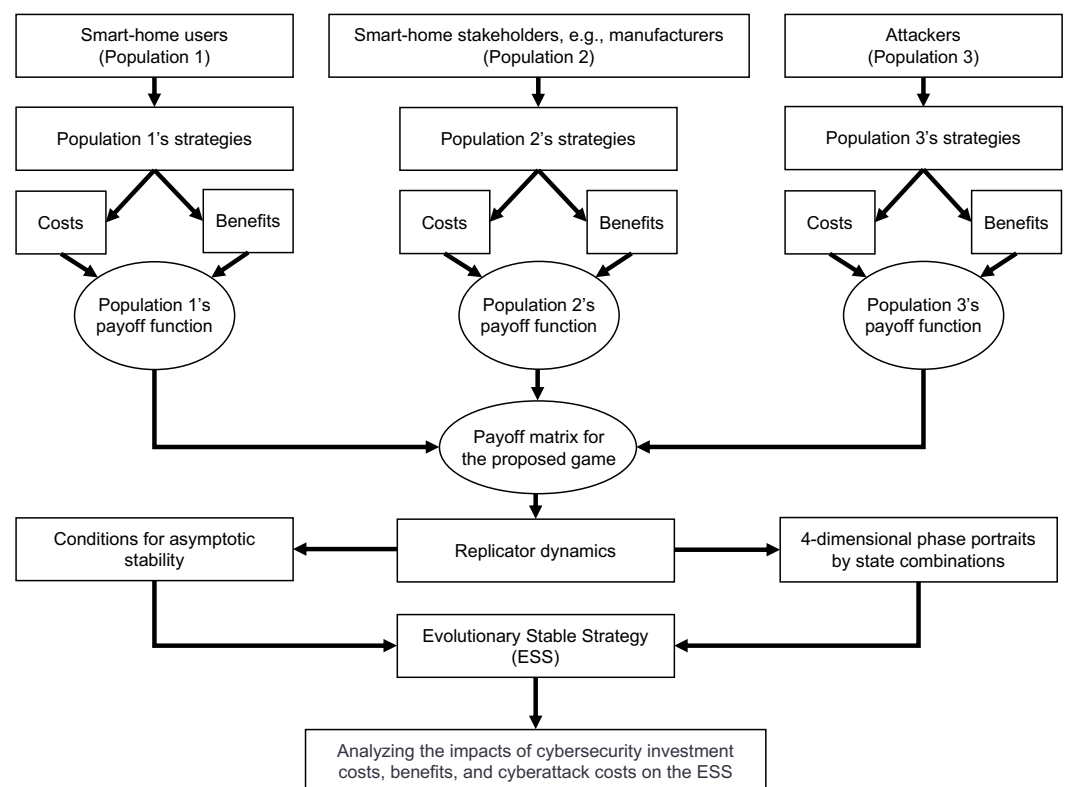 Smart-home users
(Population 1)
Smart-home stakeholders, e.g., manufacturers
(Population 2)
Attackers
(Population 3)
Population 1’s strategies
Population 2’s strategies
Population 3’s strategies
Costs
Benefits
Costs
Benefits
Costs
Benefits
Population 1’s
payoff function
Population 2’s
payoff function
Population 3’s
payoff function
Payoff matrix for
the proposed game
Conditions for asymptotic
stability
Replicator dynamics
4-dimensional phase portraits
by state combinations
Evolutionary Stable Strategy
(ESS)
Analyzing the impacts of cybersecurity investment
costs, benefits, and cyberattack costs on the ESS